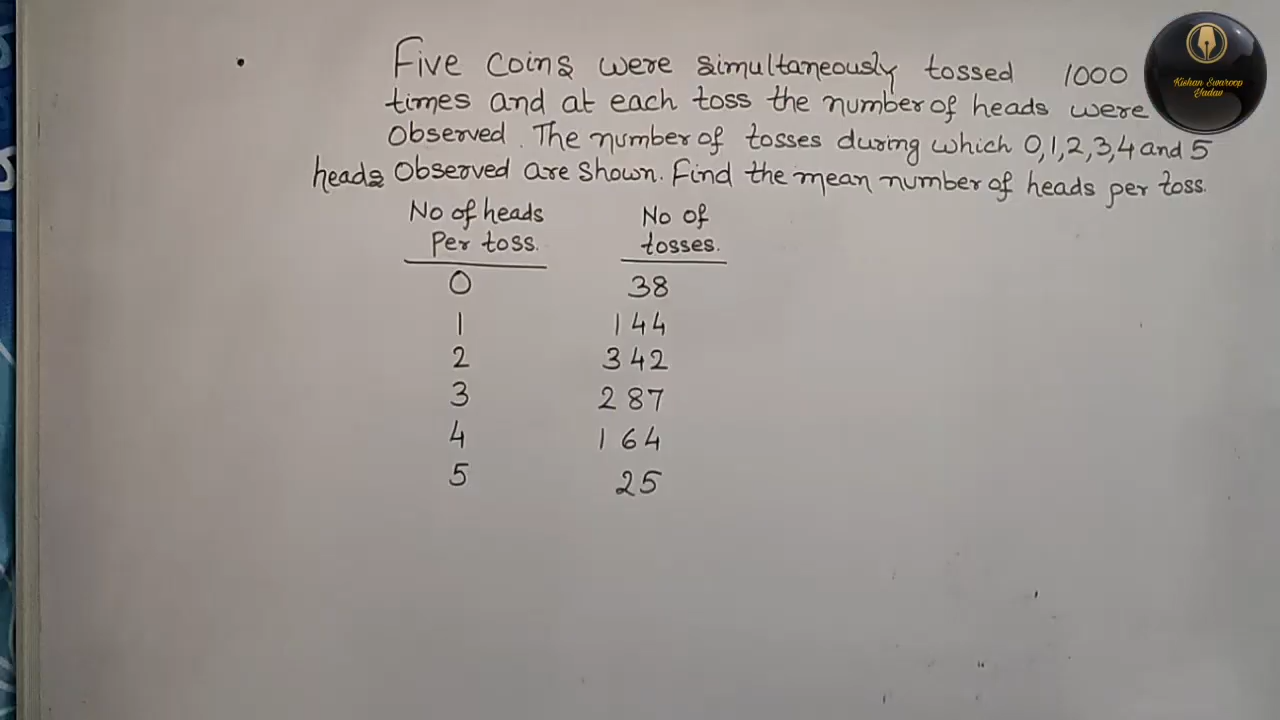 Five coins were simultaneously tossed 1000
times and at each toss the number of heads were
Observed. The number of tosses during which 0,1,2,3,4 and 5
heads Observed are Shown. Find the mean number of heads per toss.
No of heads Per toss. No of tosses.
0 38
1 144
2 342
3 287
4 164
5 25
Kishan Swaroop
Yadav